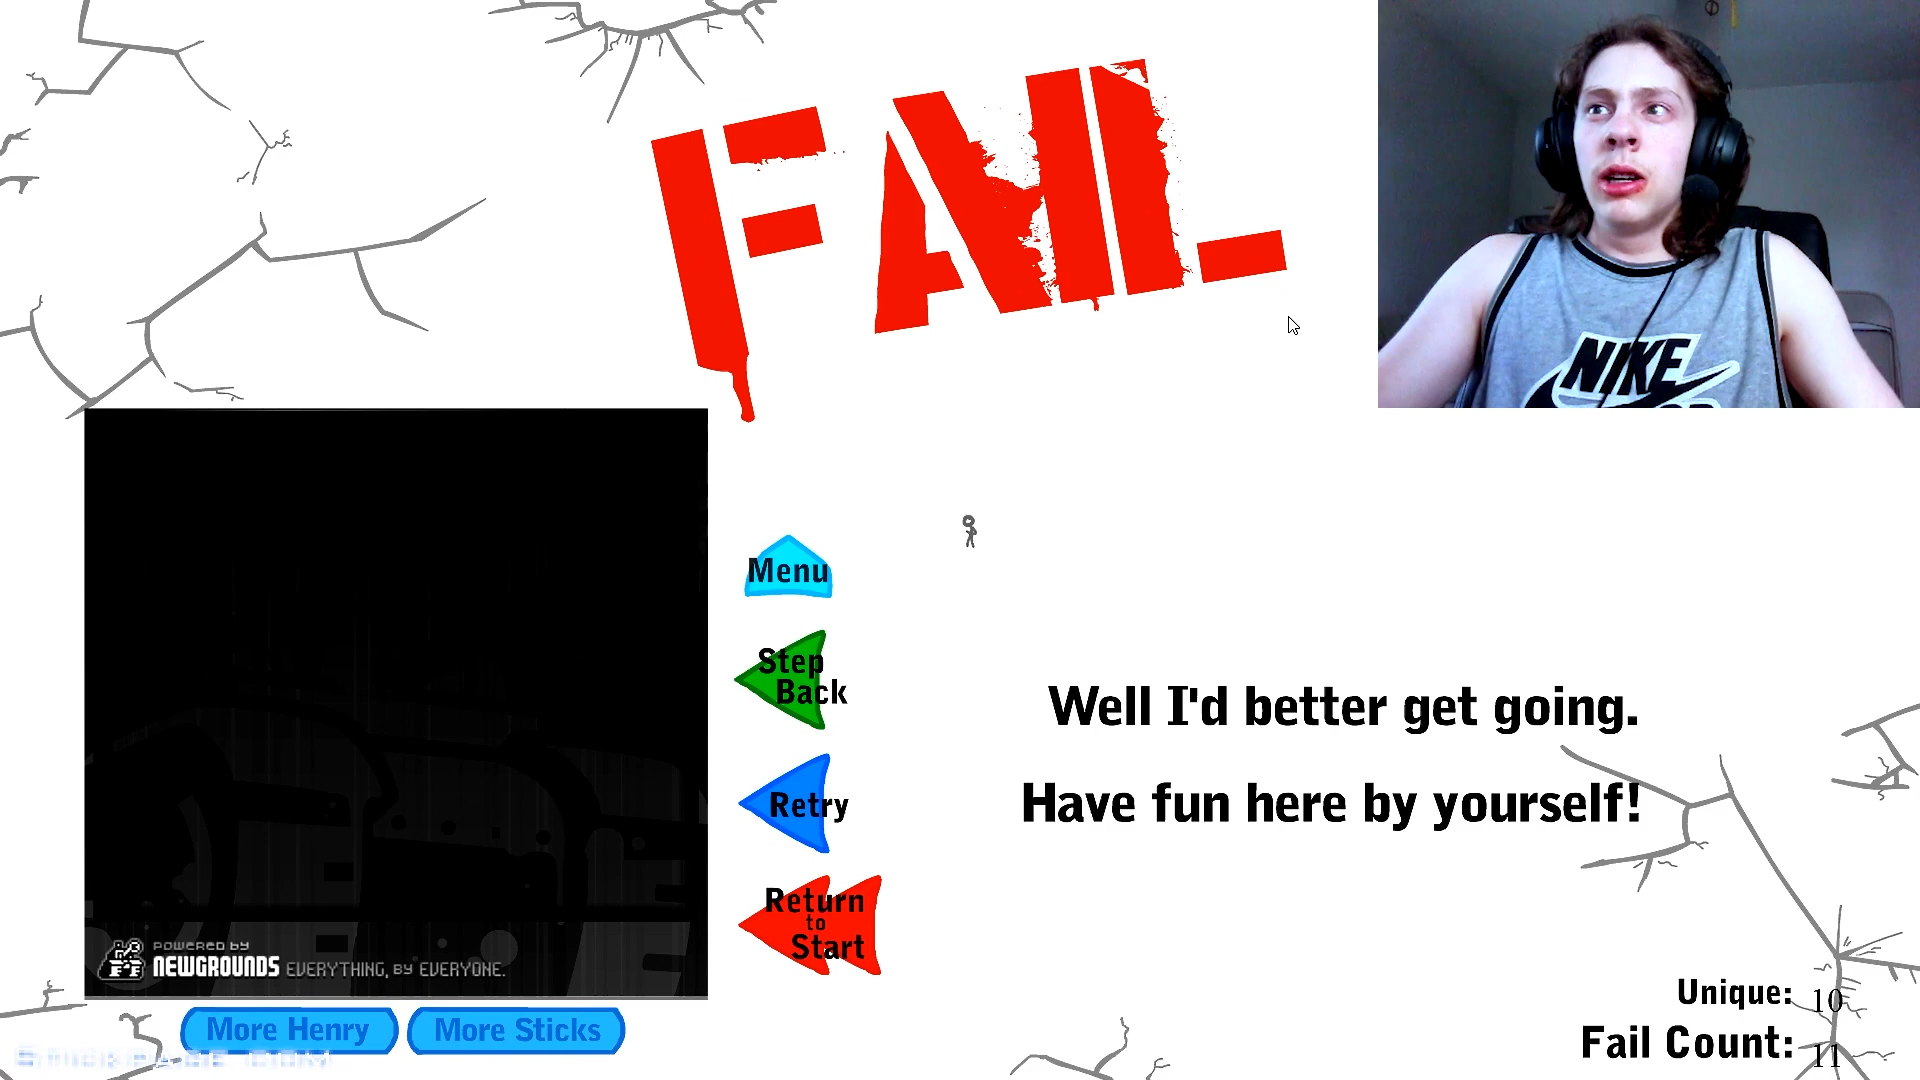 FAIL
NIKE
Menu
Step
Back
Well I'd better get going.
Have fun here by yourself!
Retry
Return
to
Start
POWERED BY
NEWGROUNDS EVERYTHING, BY EVERYONE.
Unique: 10
Fail Count: 11
More Henry
More Sticks